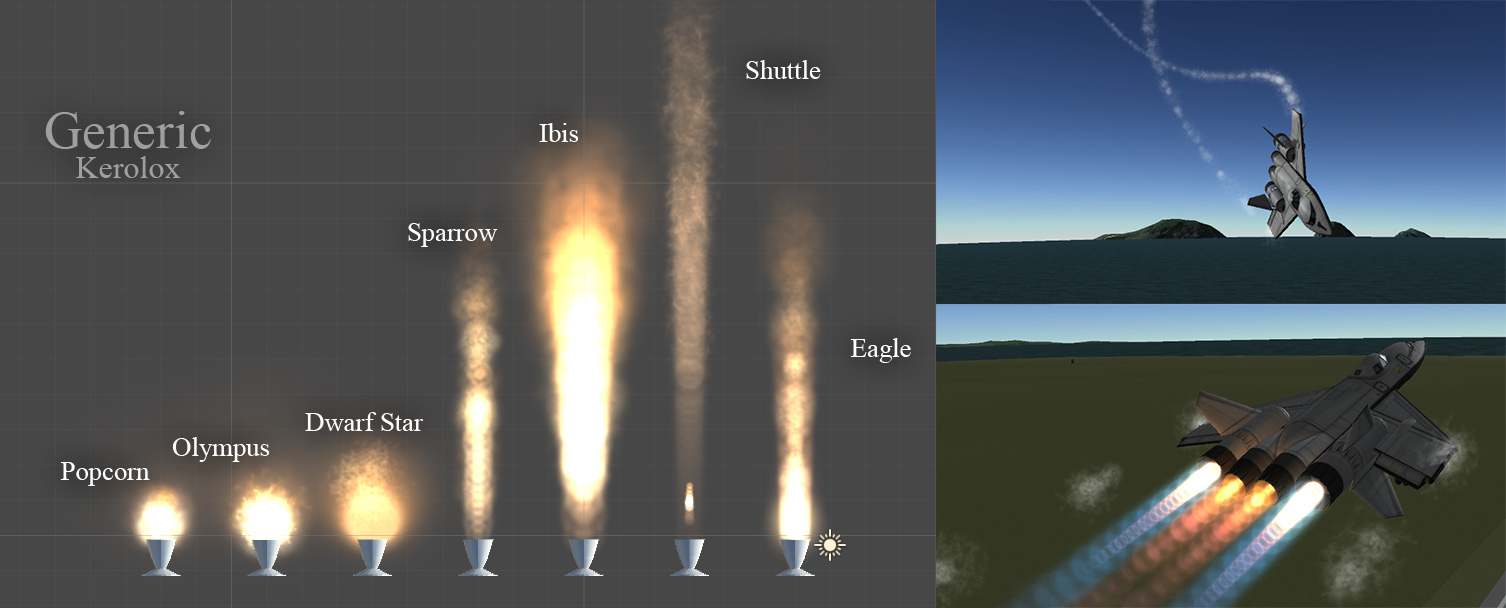 Generic
Kerolox
Popcorn
Olympus
Dwarf Star
Sparrow
Ibis
Shuttle
Eagle